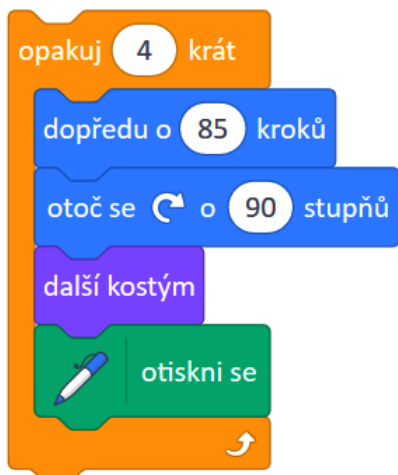 opakuj 4 krát
dopředu o 85 kroků
otoč se o 90 stupňů
další kostým
otiskni se